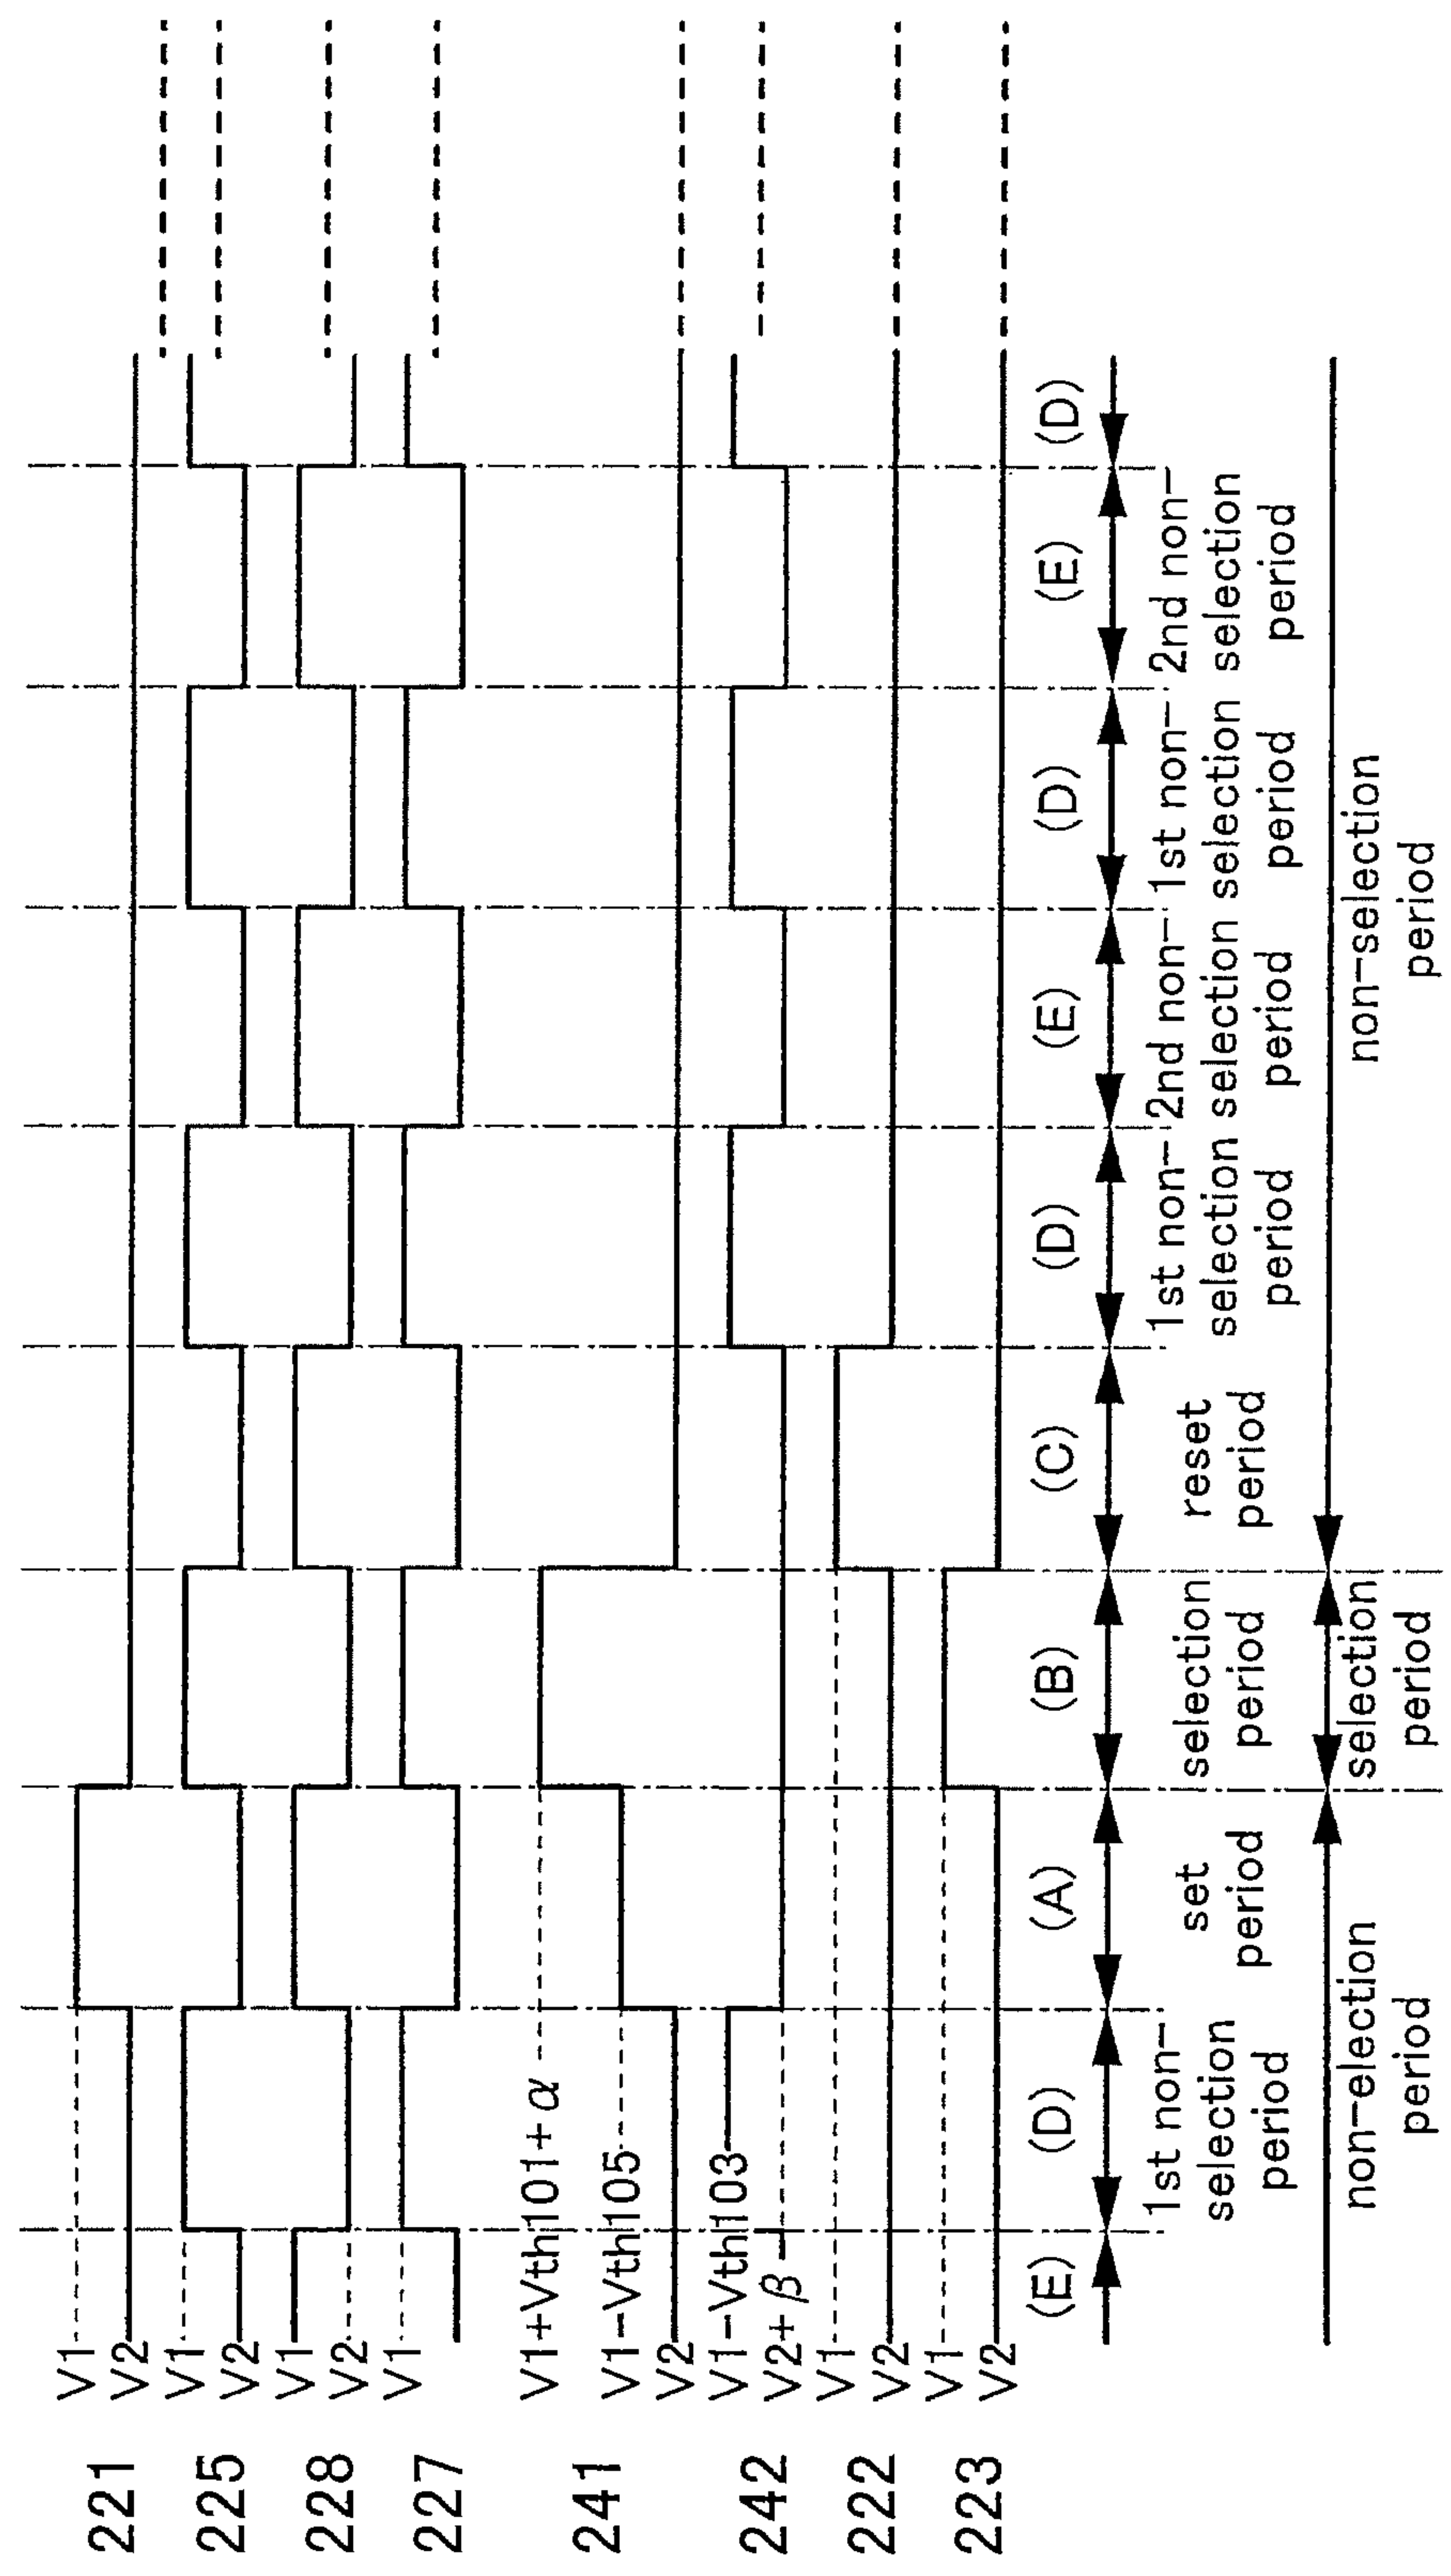 221
V1
V2
225
V1
V2
228
V1
V2
227
V1
241
V1+Vth101+α
V1-Vth105
V2
242
V1-Vth103
V2+β
222
V1
V2
223
V1
V2
(E)
(D)
(A)
(B)
(C)
(D)
(E)
(D)
(E)
(D)
1st non-
selection
period
set
period
selection
period
reset
period
1st non-
selection
period
2nd non-
selection
period
1st non-
selection
period
2nd non-
selection
period
non-election
period
selection
period
non-selection
period